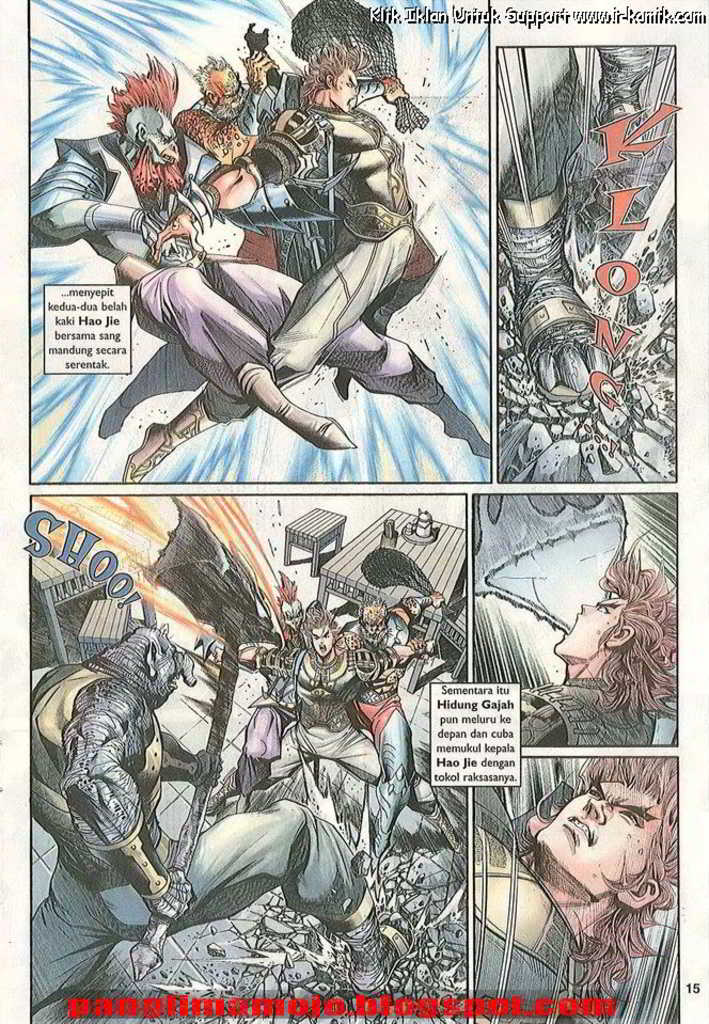 Klik Iklan Untuk Support www.ir-komik.com
...menyepit
kedua-dua belah
kaki Hao Jie
bersama sang
mandung secara
serentak.
KLONG
SHOO!
Sementara itu
Hidung Gajah
pun meluru ke
depan dan cuba
memukul kepala
Hao Jie dengan
tokol raksasanya.
15
panglimamojo.blogspot.com